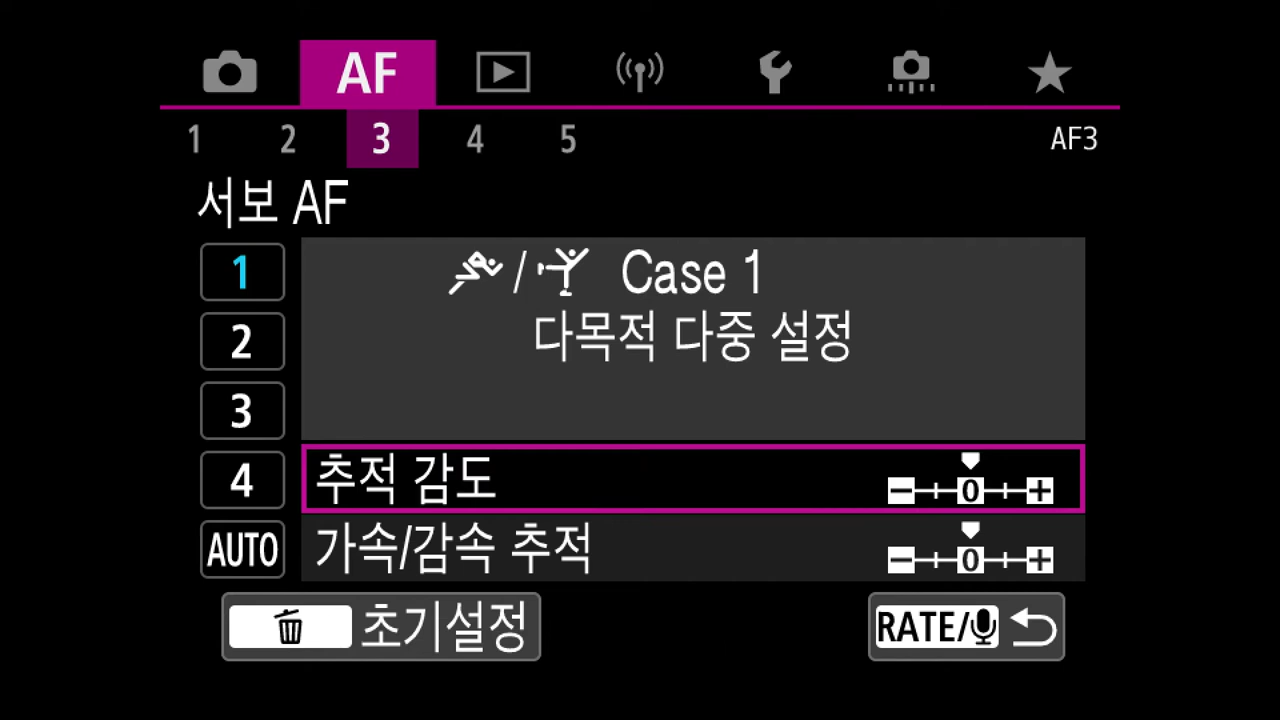 AF
1 2 3 4 5 AF3
서보 AF
1
/ Case 1
다목적 다중 설정
2
3
4
추적 감도 − 0 +
AUTO
가속/감속 추적 − 0 +
초기설정
RATE/